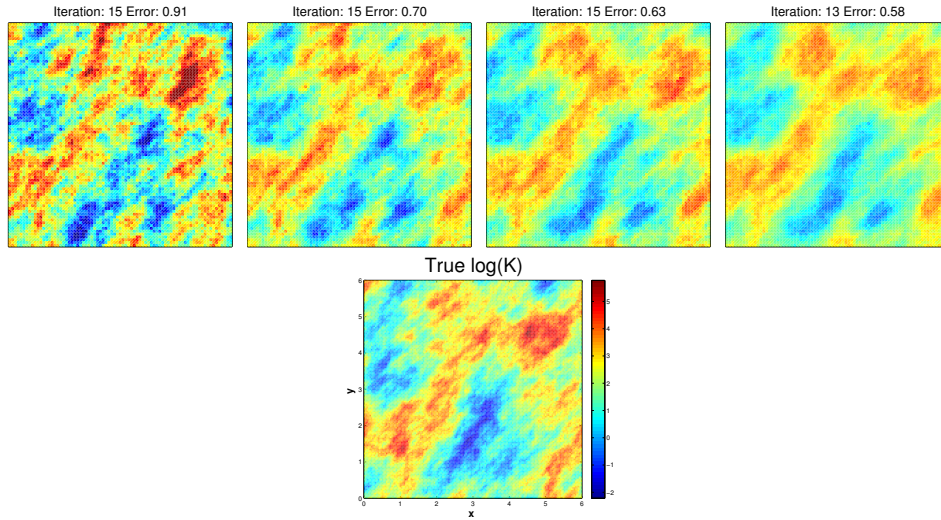 Iteration: 15 Error: 0.91
Iteration: 15 Error: 0.70
Iteration: 15 Error: 0.63
Iteration: 13 Error: 0.58
True log(K)
6
5
4
3
2
1
0
y
0 1 2 3 4 5 6
x
5
4
3
2
1
0
−1
−2